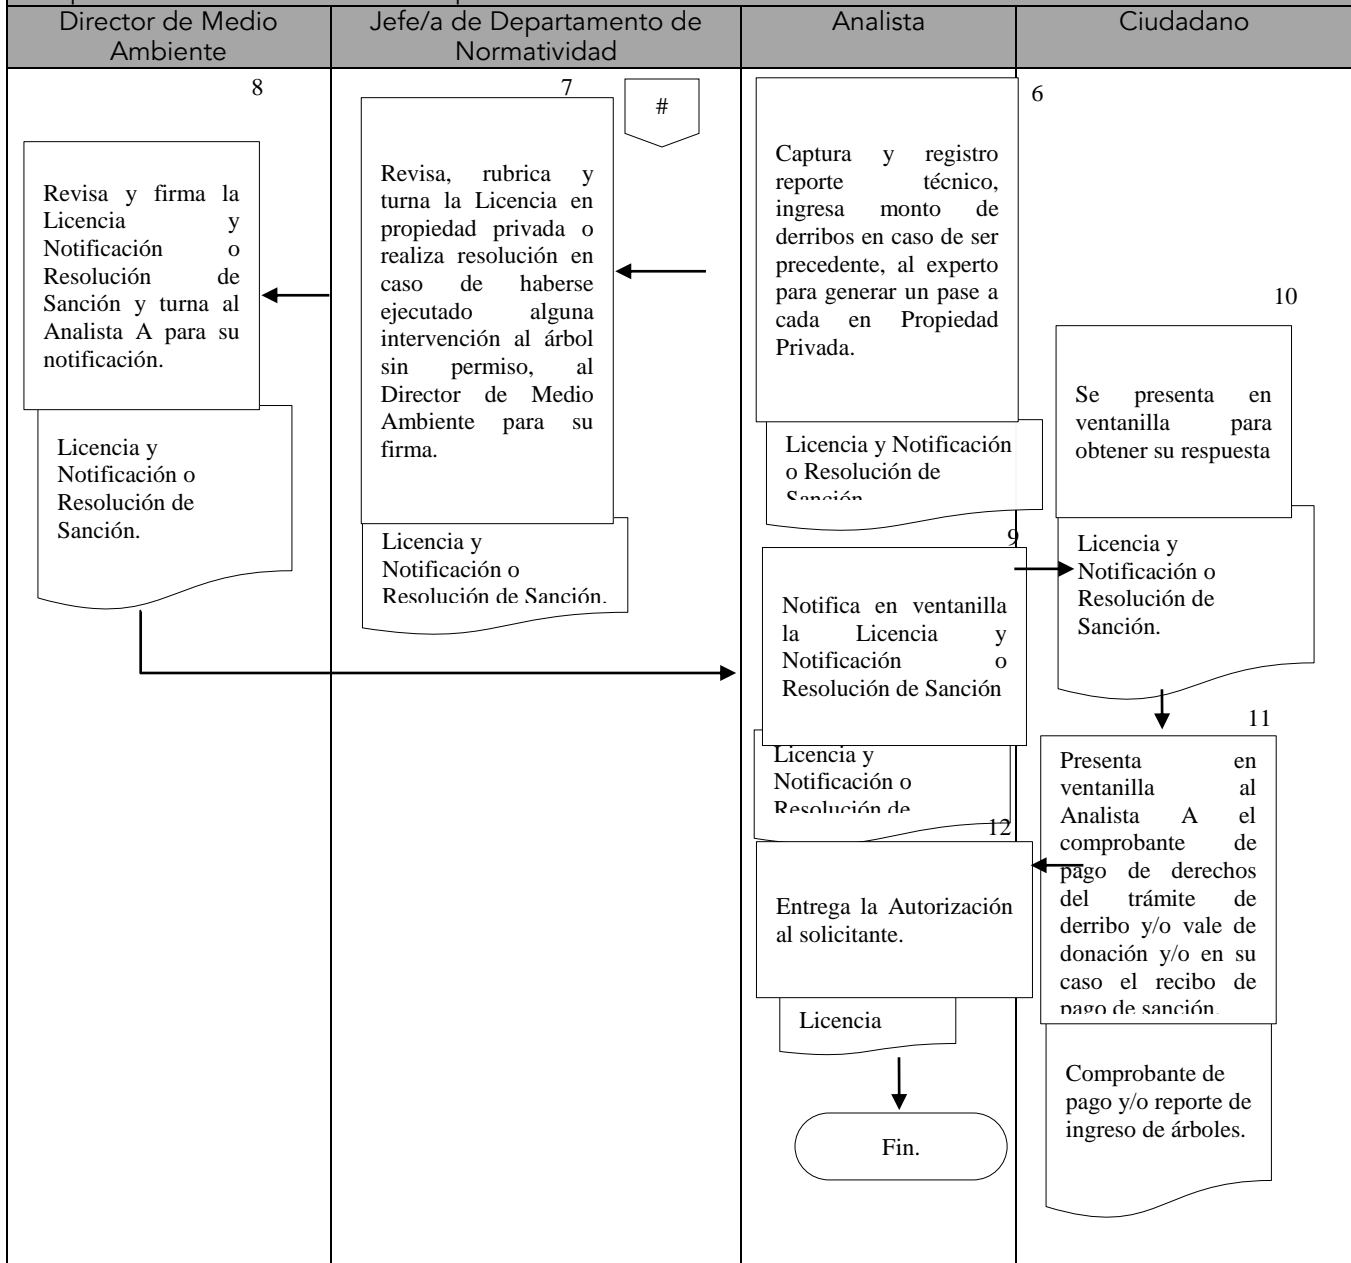 Director de Medio
Ambiente
Jefe/a de Departamento de
Normatividad
Analista
Ciudadano
8
Revisa y firma la
Licencia y
Notificación o
Resolución de
Sanción y turna al
Analista A para su
notificación.
Licencia y
Notificación o
Resolución de
Sanción.
7
#
Revisa, rubrica y
turna la Licencia en
propiedad privada o
realiza resolución en
caso de haberse
ejecutado alguna
intervención al árbol
sin permiso, al
Director de Medio
Ambiente para su
firma.
Licencia y
Notificación o
Resolución de Sanción.
6
Captura y registro
reporte técnico,
ingresa monto de
derribos en caso de ser
precedente, al experto
para generar un pase a
cada en Propiedad
Privada.
Licencia y Notificación
o Resolución de
Sanción
9
Notifica en ventanilla
la Licencia y
Notificación o
Resolución de Sanción
Licencia y
Notificación o
Resolución de
12
Entrega la Autorización
al solicitante.
Licencia
Fin.
10
Se presenta en
ventanilla para
obtener su respuesta
Licencia y
Notificación o
Resolución de
Sanción.
11
Presenta en
ventanilla al
Analista A el
comprobante de
pago de derechos
del trámite de
derribo y/o vale de
donación y/o en su
caso el recibo de
pago de sanción.
Comprobante de
pago y/o reporte de
ingreso de árboles.